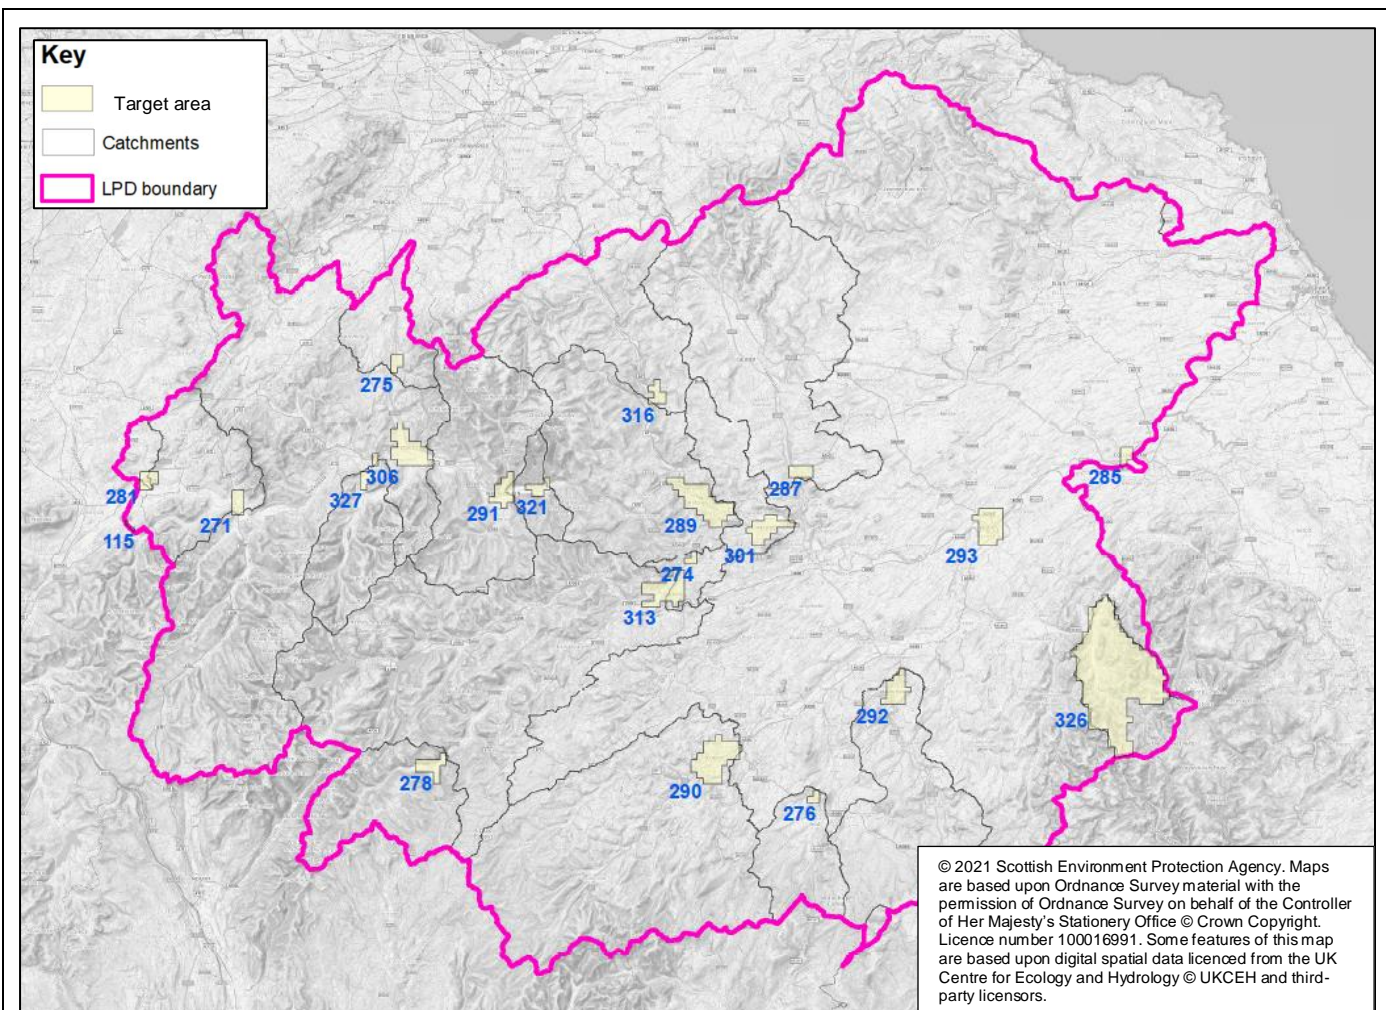 Key
Target area
Catchments
LPD boundary
275
316
306
281
327
291
321
287
285
271
289
115
301
293
274
313
292
326
278
290
276
© 2021 Scottish Environment Protection Agency. Maps
are based upon Ordnance Survey material with the
permission of Ordnance Survey on behalf of the Controller
of Her Majesty's Stationery Office © Crown Copyright.
Licence number 100016991. Some features of this map
are based upon digital spatial data licenced from the UK
Centre for Ecology and Hydrology © UKCEH and third-
party licensors.